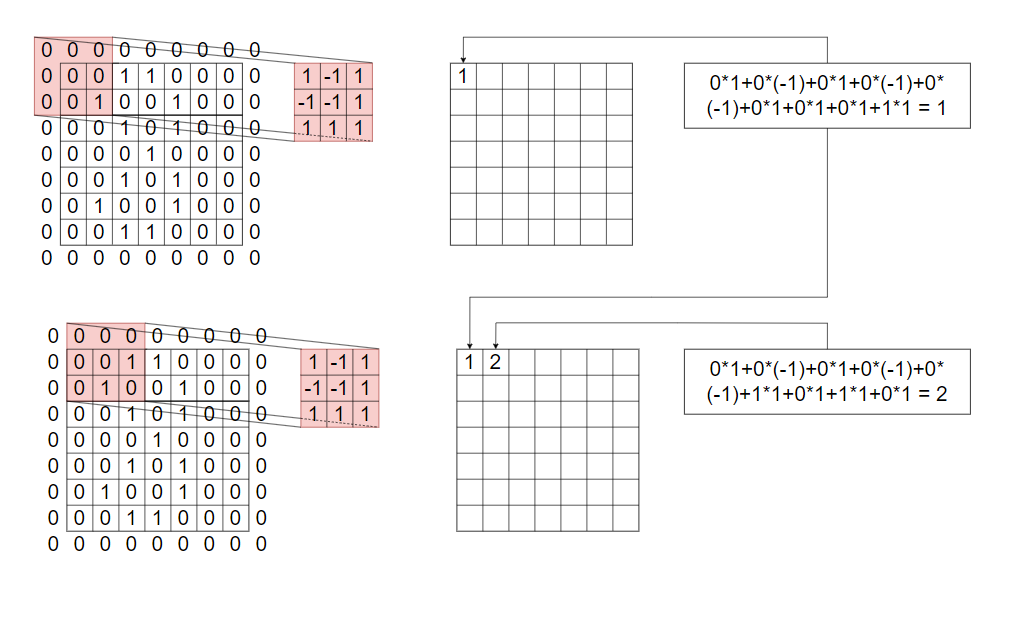 0 0 0 0 0 0 0 0 0
0 0 0 1 1 0 0 0 0
0 0 1 0 0 1 0 0 0
0 0 0 1 0 1 0 0 0
0 0 0 0 1 0 0 0 0
0 0 0 1 0 1 0 0 0
0 0 1 0 0 1 0 0 0
0 0 0 1 1 0 0 0 0
0 0 0 0 0 0 0 0 0
1 -1 1
-1 -1 1
1 1 1
1
0*1+0*(-1)+0*1+0*(-1)+0*
(-1)+0*1+0*1+0*1+1*1 = 1
0 0 0 0 0 0 0 0 0
0 0 0 1 1 0 0 0 0
0 0 1 0 0 1 0 0 0
0 0 0 1 0 1 0 0 0
0 0 0 0 1 0 0 0 0
0 0 0 1 0 1 0 0 0
0 0 1 0 0 1 0 0 0
0 0 0 1 1 0 0 0 0
0 0 0 0 0 0 0 0 0
1 -1 1
-1 -1 1
1 1 1
1 2
0*1+0*(-1)+0*1+0*(-1)+0*
(-1)+1*1+0*1+1*1+0*1 = 2